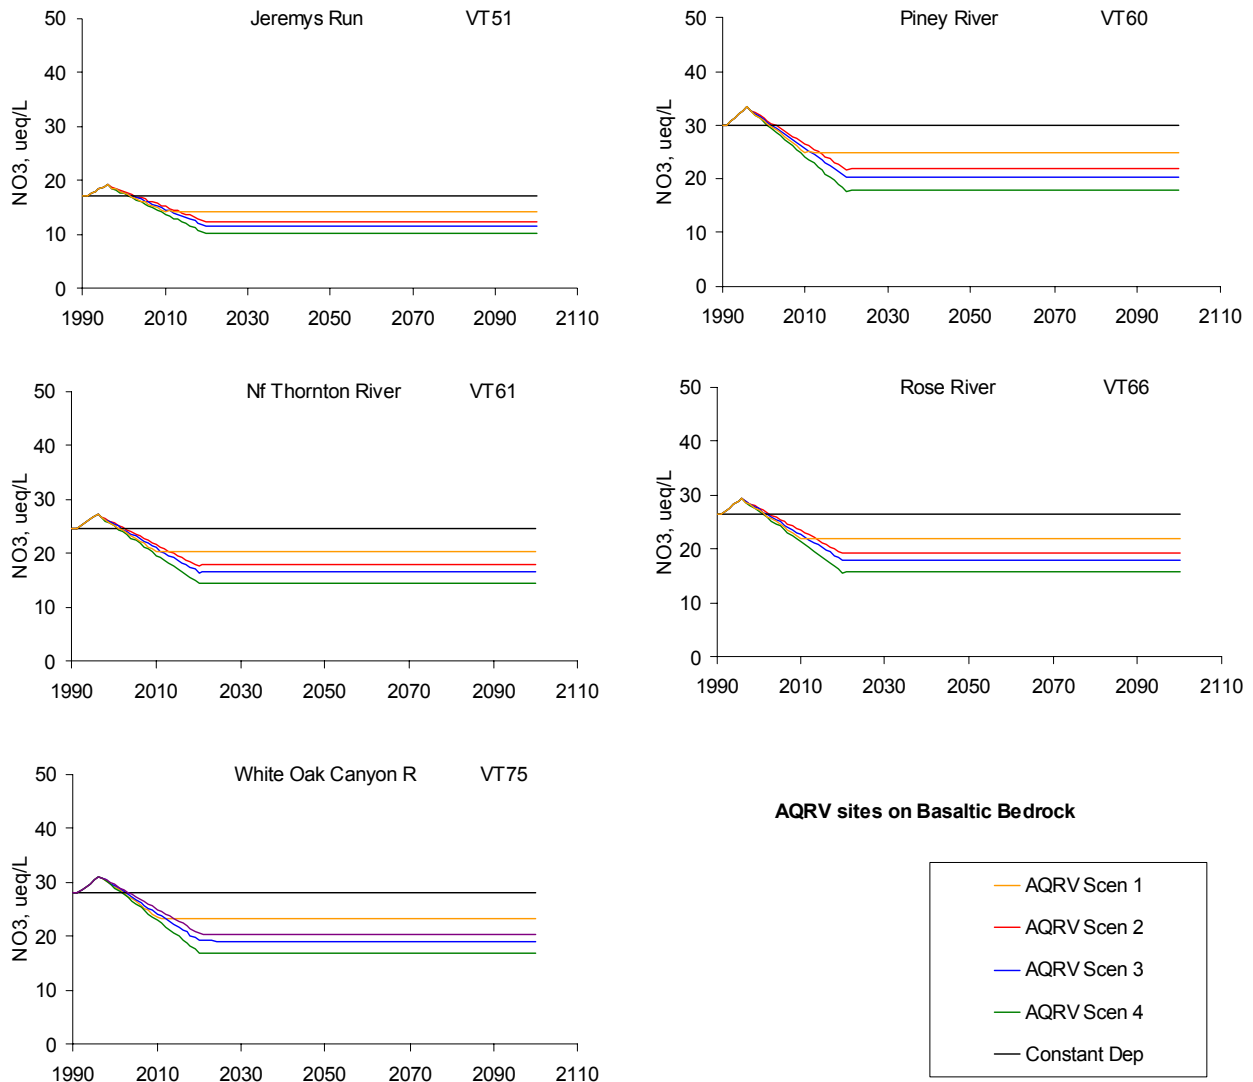 Jeremys Run VT51
NO3, ueq/L
50
40
30
20
10
0
1990 2010 2030 2050 2070 2090 2110
Piney River VT60
NO3, ueq/L
50
40
30
20
10
0
1990 2010 2030 2050 2070 2090 2110
Nf Thornton River VT61
NO3, ueq/L
50
40
30
20
10
0
1990 2010 2030 2050 2070 2090 2110
Rose River VT66
NO3, ueq/L
50
40
30
20
10
0
1990 2010 2030 2050 2070 2090 2110
White Oak Canyon R VT75
NO3, ueq/L
50
40
30
20
10
0
1990 2010 2030 2050 2070 2090 2110
AQRV sites on Basaltic Bedrock
AQRV Scen 1
AQRV Scen 2
AQRV Scen 3
AQRV Scen 4
Constant Dep